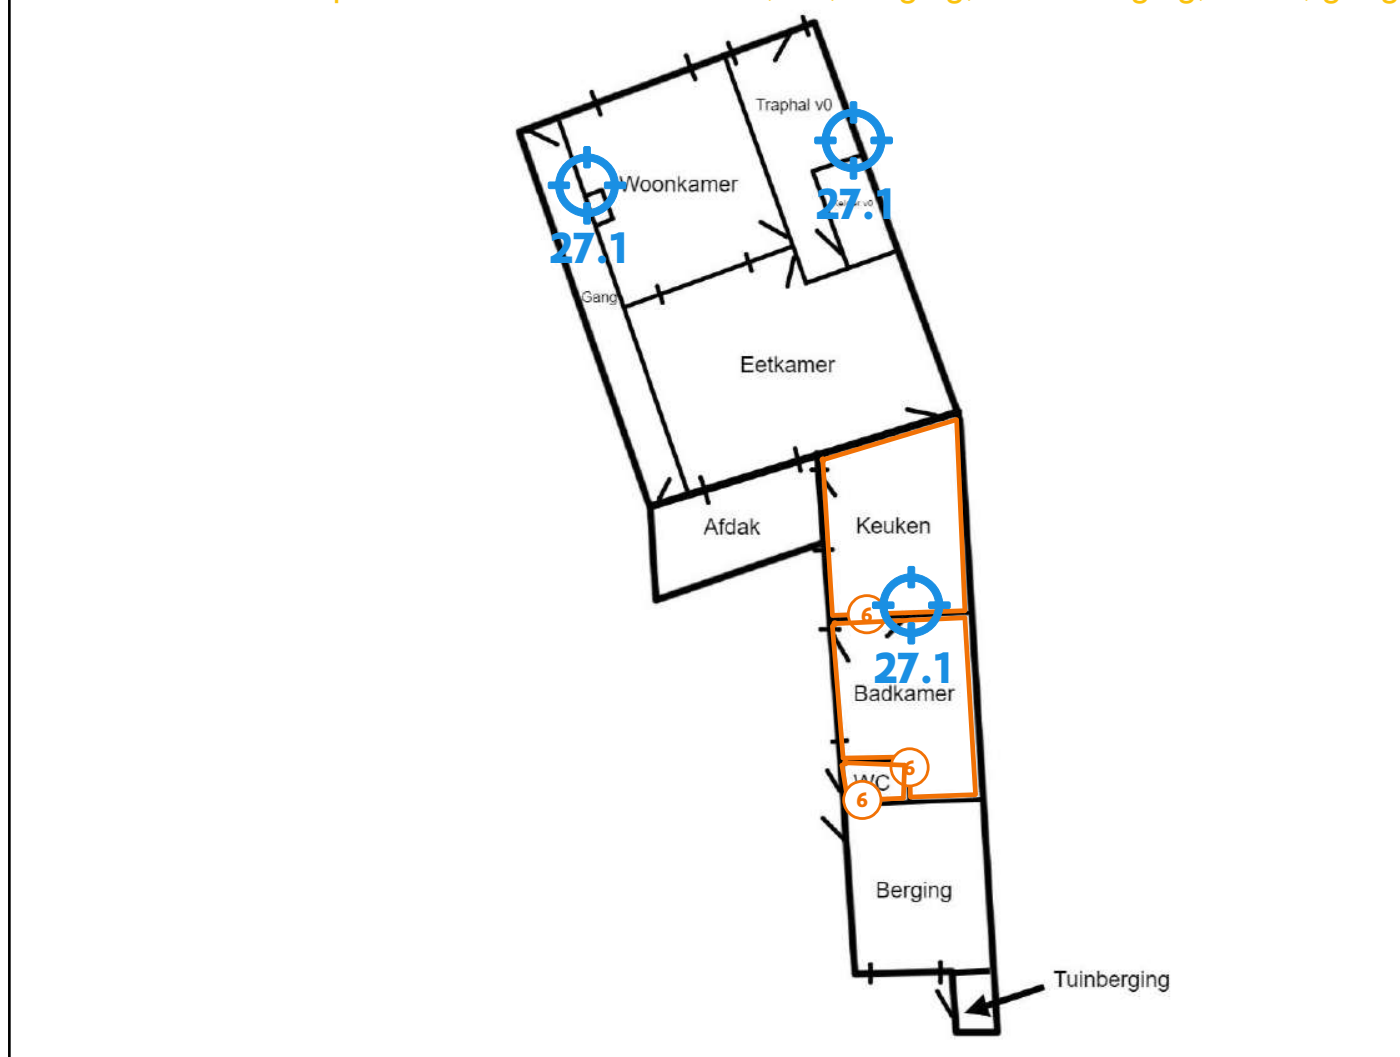 Traphal v0
Woonkamer
27.1
27.1
Gang
Eetkamer
Afdak
Keuken
6
27.1
Badkamer
6
WC
6
Berging
Tuinberging